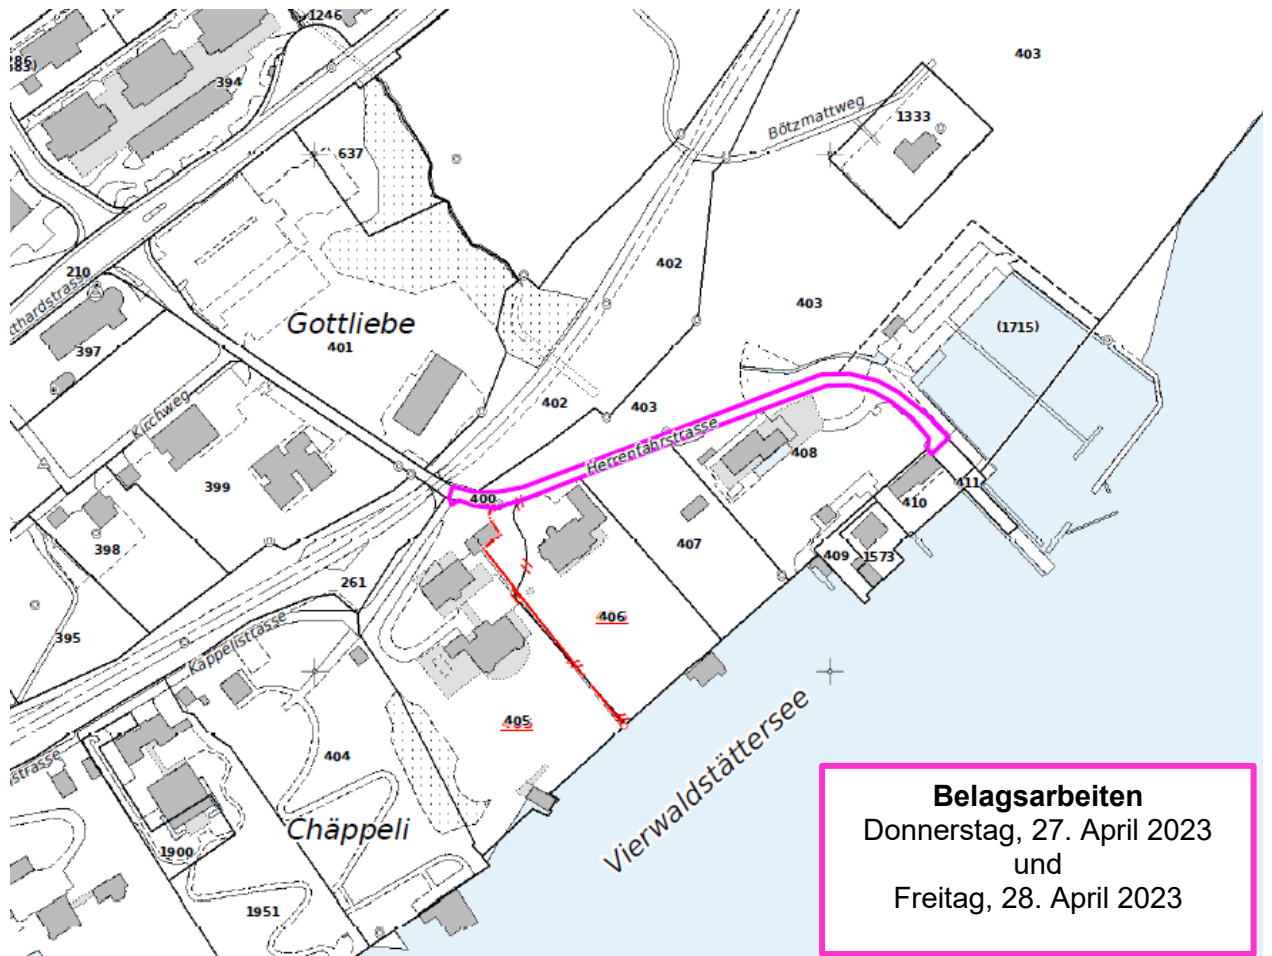 1246
394
403
Bötzmattweg
1333
637
210
402
403
(1715)
Gottliebe
401
397
Kirchweg
402
403
Herrenfahrstrasse
408
399
400
411
410
407
398
409
1573
261
406
395
Kappelistrasse
405
404
Vierwaldstättersee
Chäppeli
1900
1951
Belagsarbeiten
Donnerstag, 27. April 2023
und
Freitag, 28. April 2023